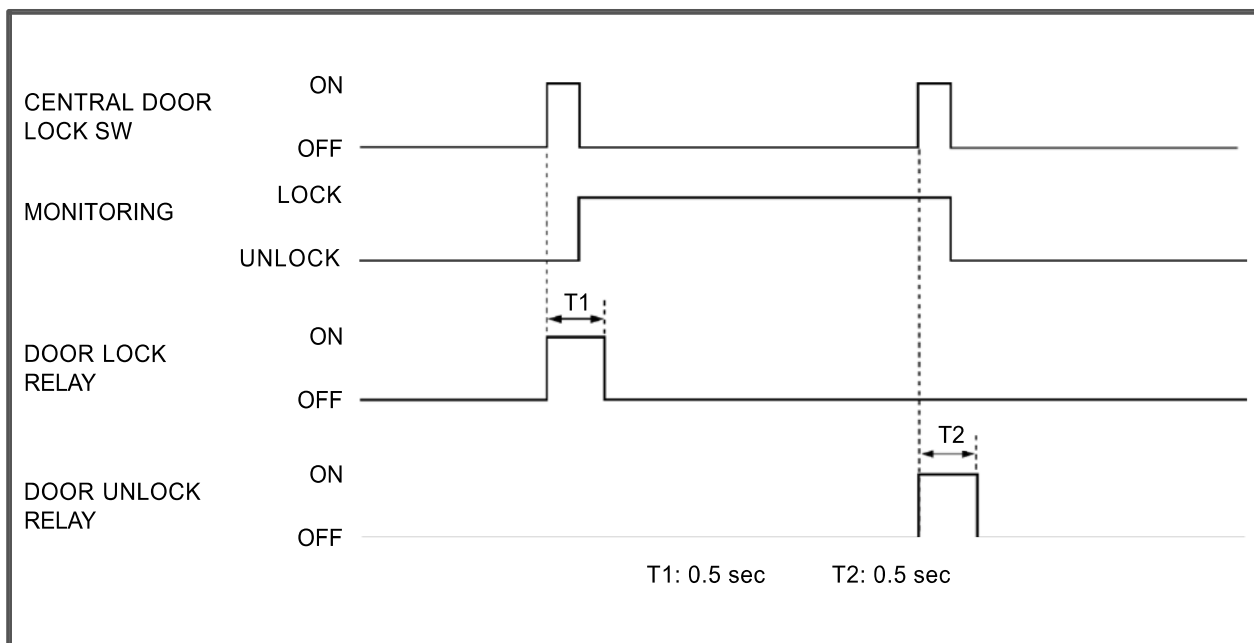 CENTRAL DOOR
LOCK SW
ON
OFF
MONITORING
LOCK
UNLOCK
T1
DOOR LOCK
RELAY
ON
OFF
T2
DOOR UNLOCK
RELAY
ON
OFF
T1: 0.5 sec T2: 0.5 sec